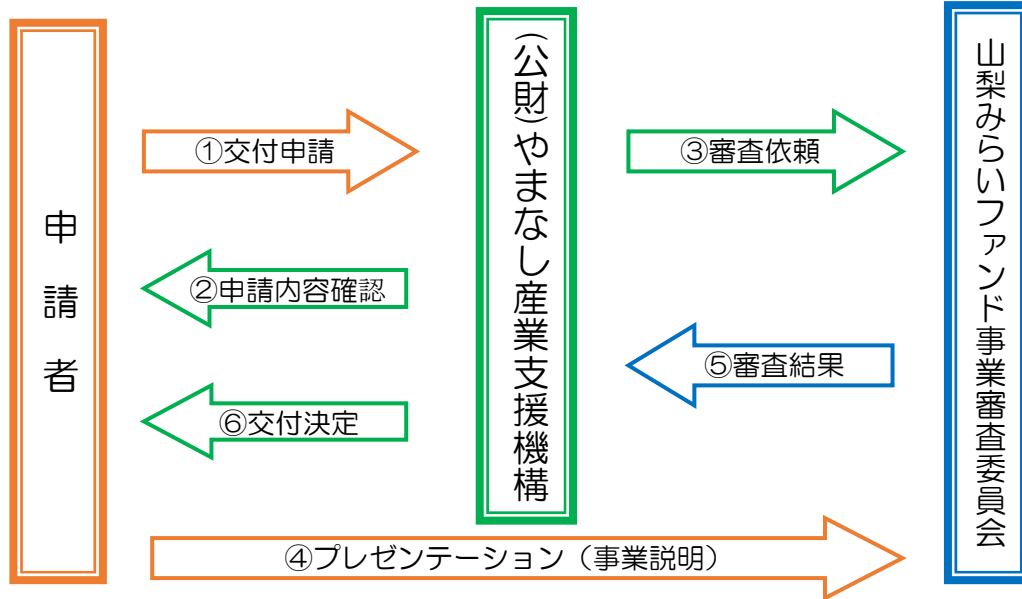 申請者
①交付申請
②申請内容確認
⑥交付決定
(公財)やまなし産業支援機構
③審査依頼
⑤審査結果
④プレゼンテーション（事業説明）
山梨みらいファンド事業審査委員会